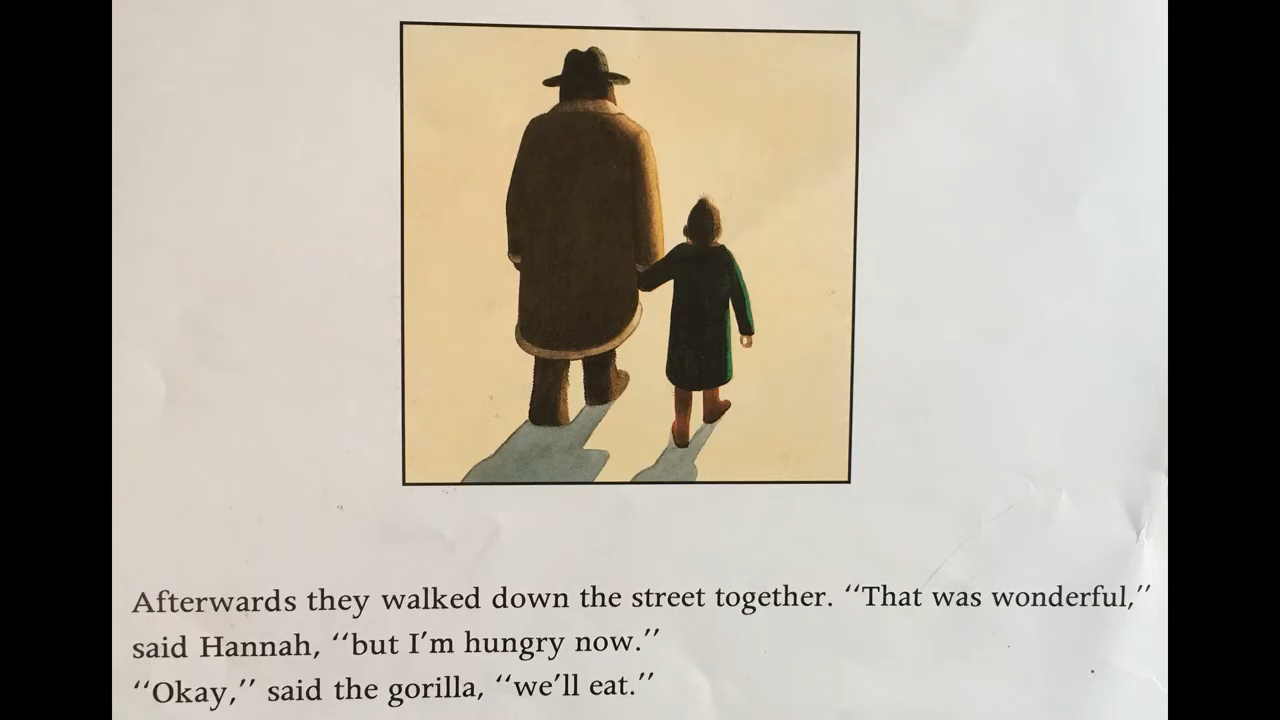 Afterwards they walked down the street together. “That was wonderful,”
said Hannah, “but I’m hungry now.”
“Okay,” said the gorilla, “we’ll eat.”